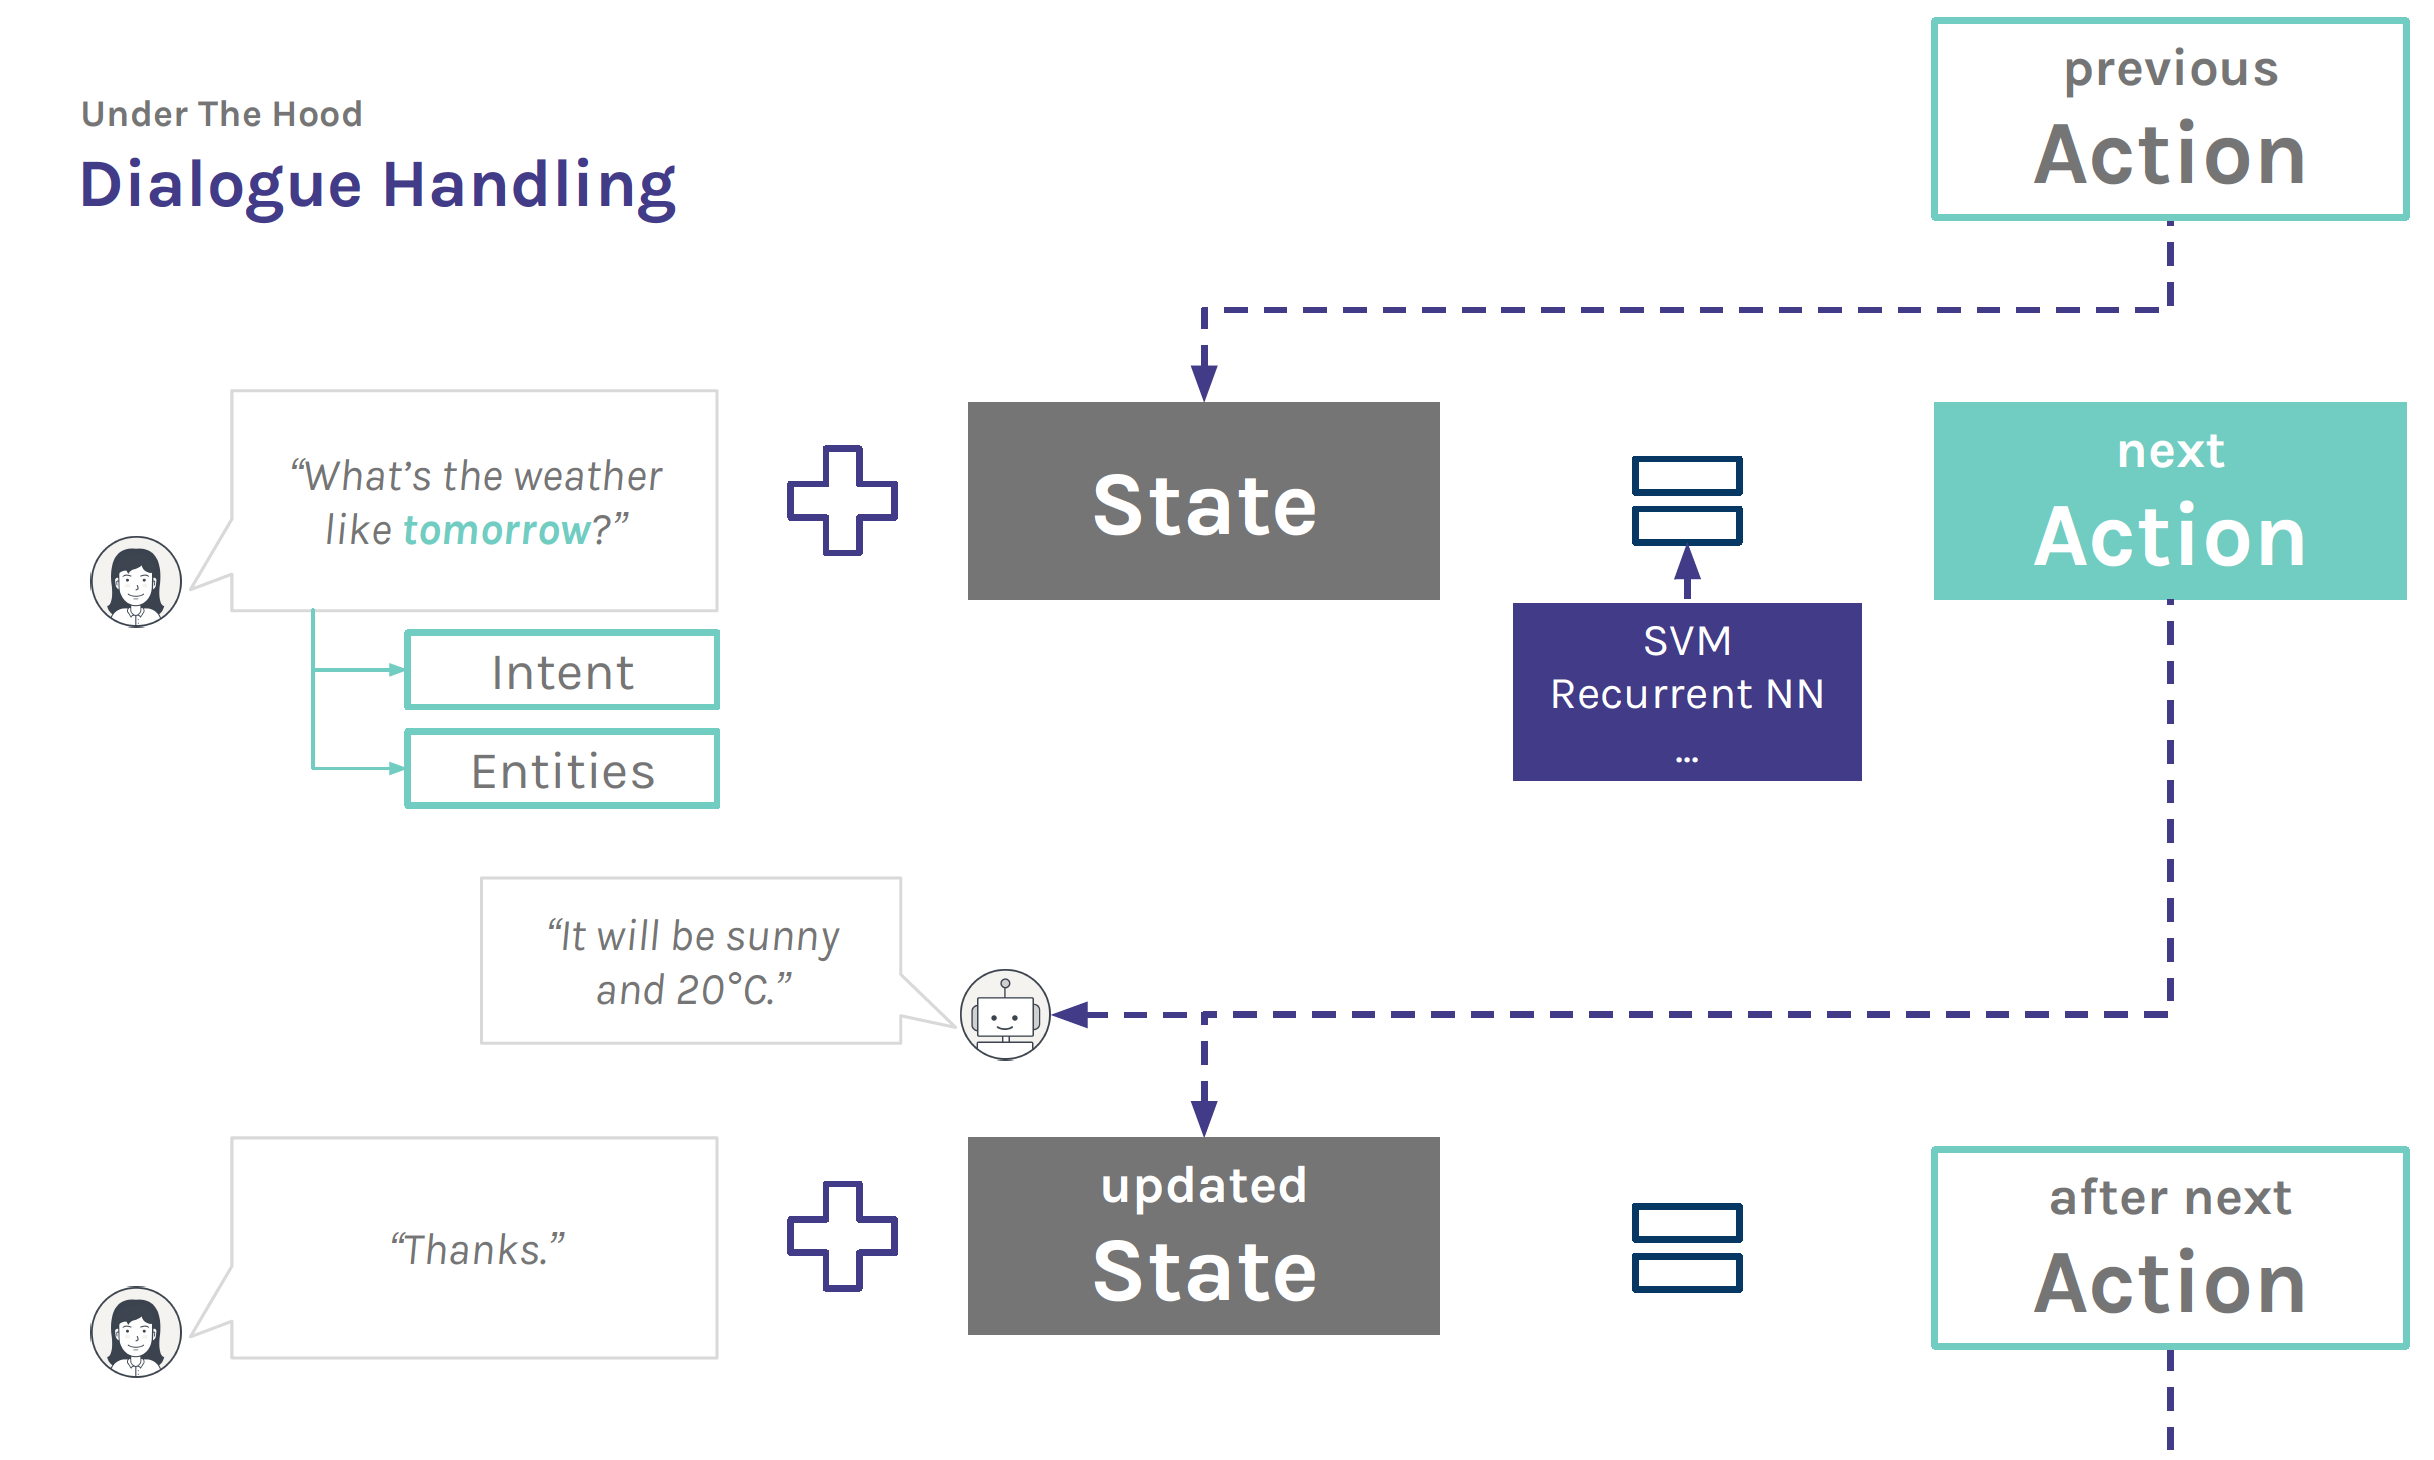 Under The Hood
Dialogue Handling
previous
Action
“What’s the weather
like tomorrow?”
State
next
Action
Intent
Entities
SVM
Recurrent NN
...
“It will be sunny
and 20°C.”
“Thanks.”
updated
State
after next
Action